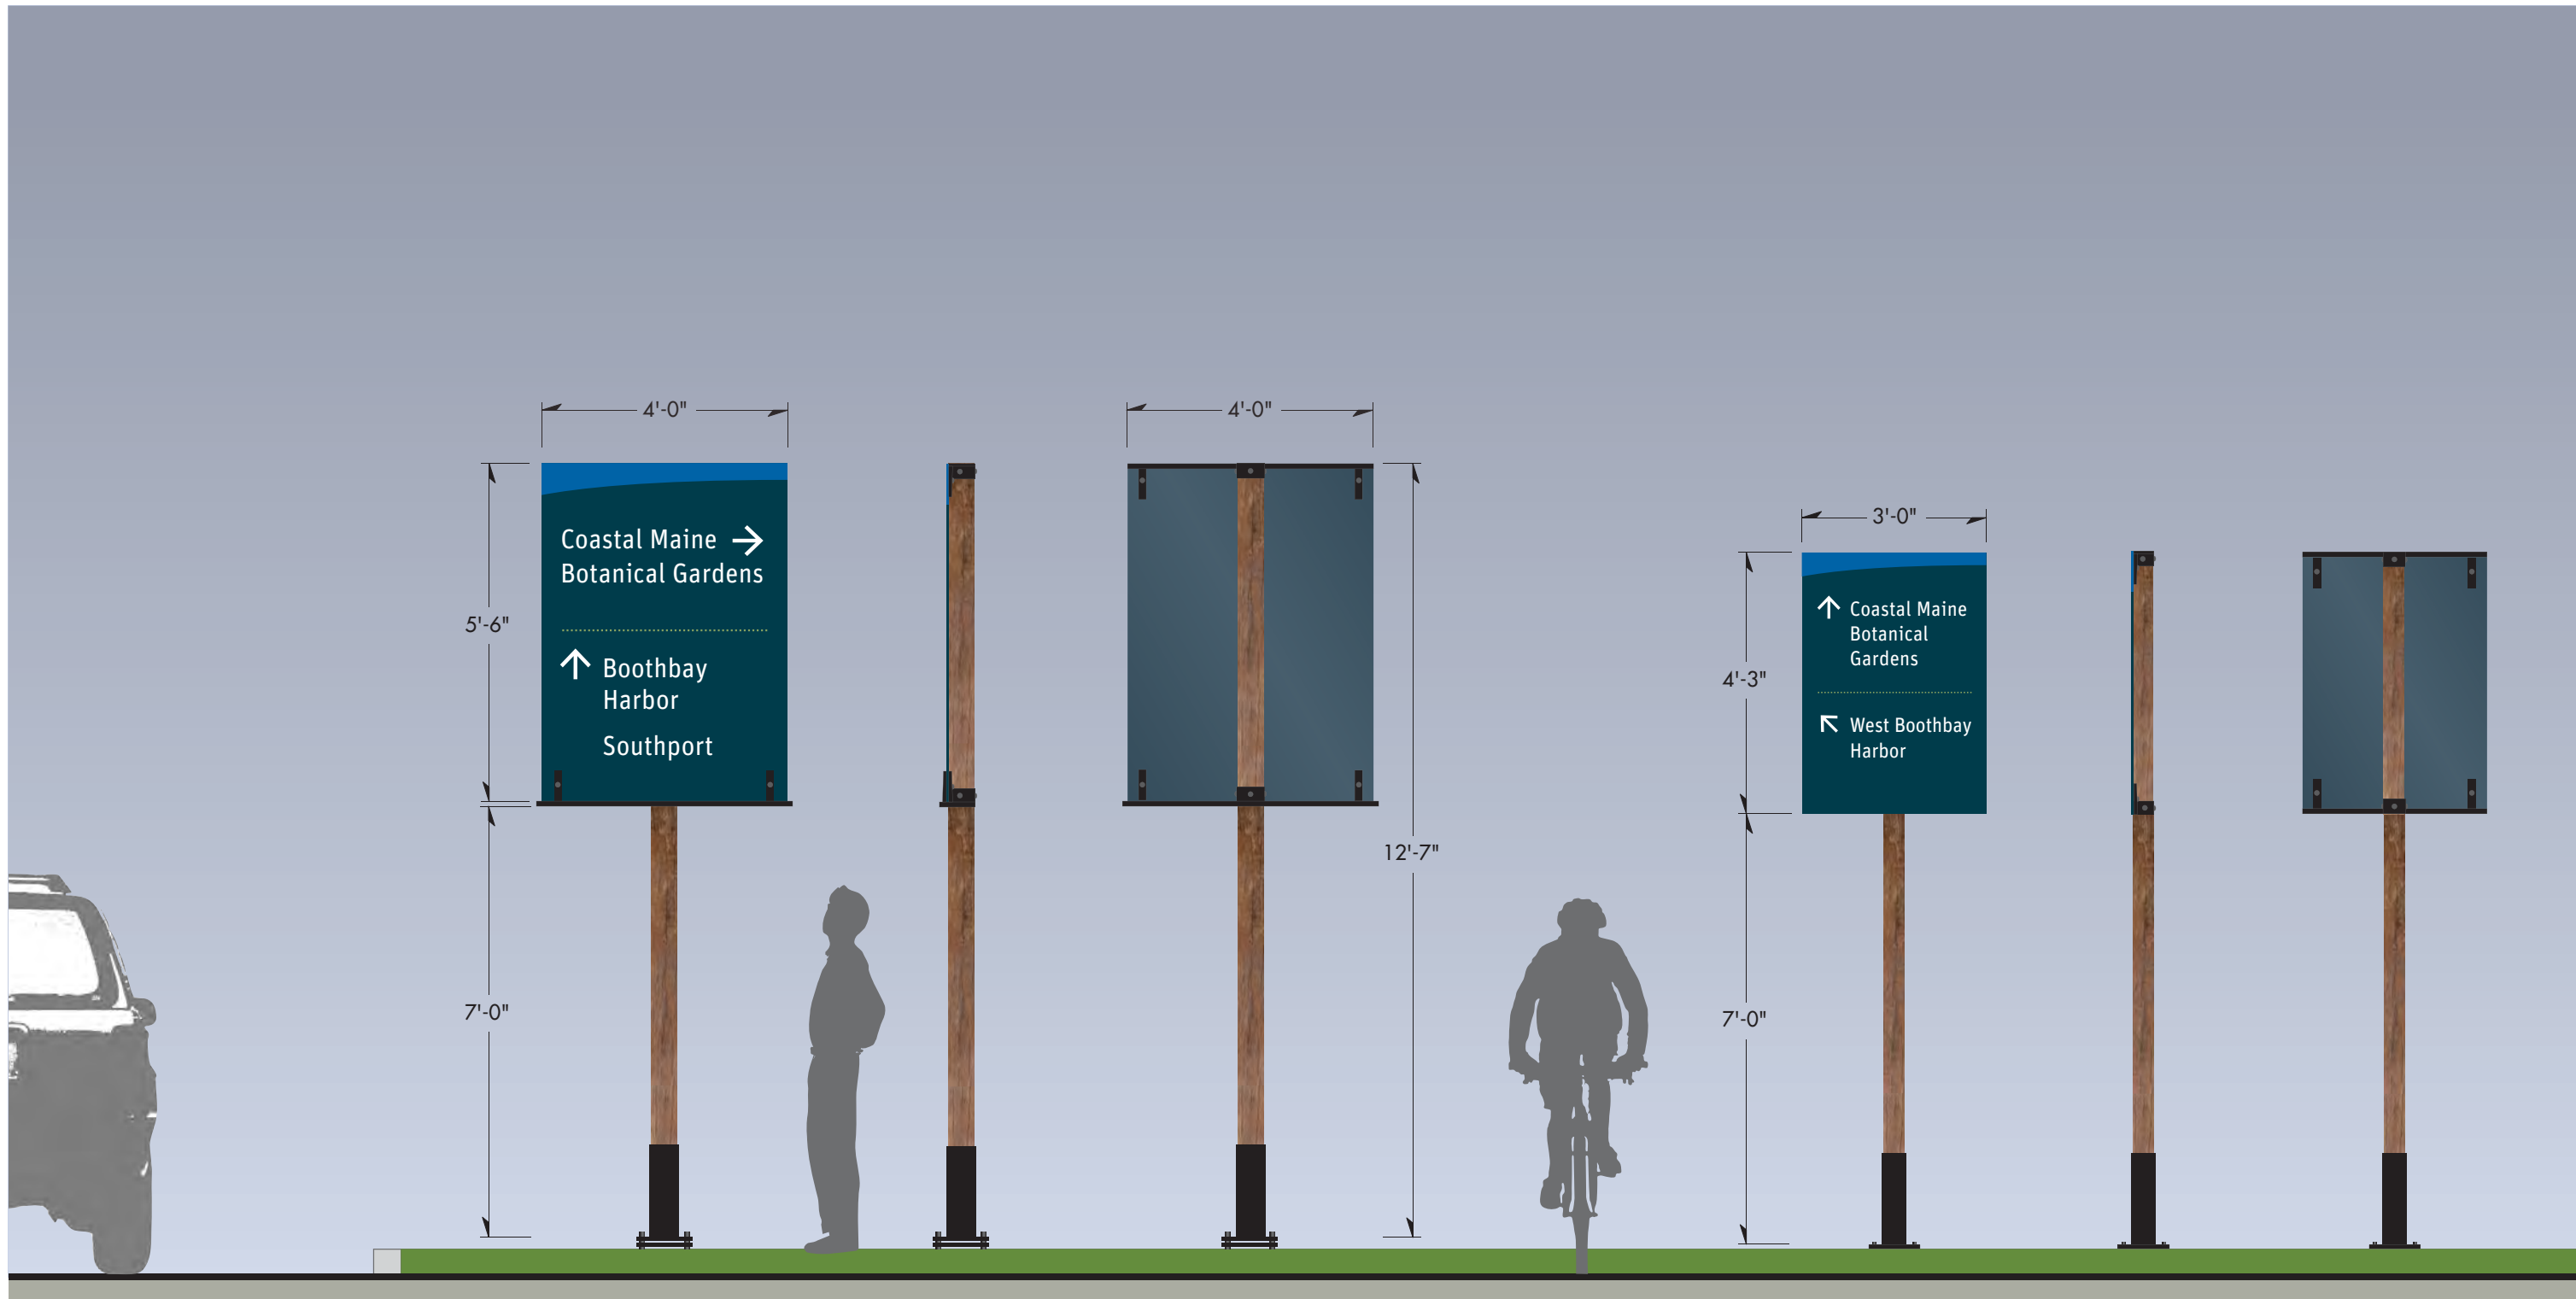 4'-0"
4'-0"
Coastal Maine →
Botanical Gardens
5'-6"
↑ Boothbay
Harbor
Southport
7'-0"
12'-7"
3'-0"
↑ Coastal Maine
Botanical
Gardens
4'-3"
↖ West Boothbay
Harbor
7'-0"